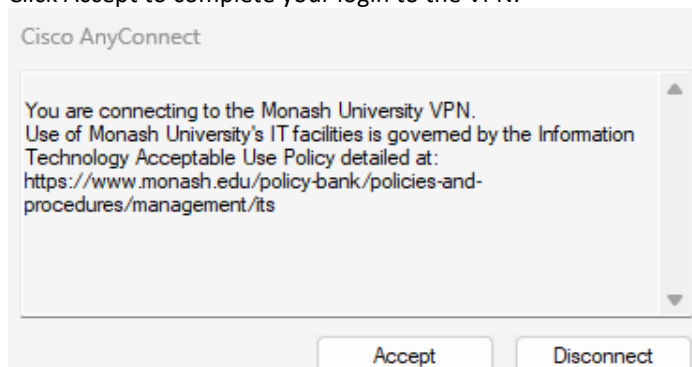 Click Accept to complete your login to the VPN.
Cisco AnyConnect
You are connecting to the Monash University VPN.
Use of Monash University's IT facilities is governed by the Information
Technology Acceptable Use Policy detailed at:
https://www.monash.edu/policy-bank/policies-and-
procedures/management/its
Accept
Disconnect